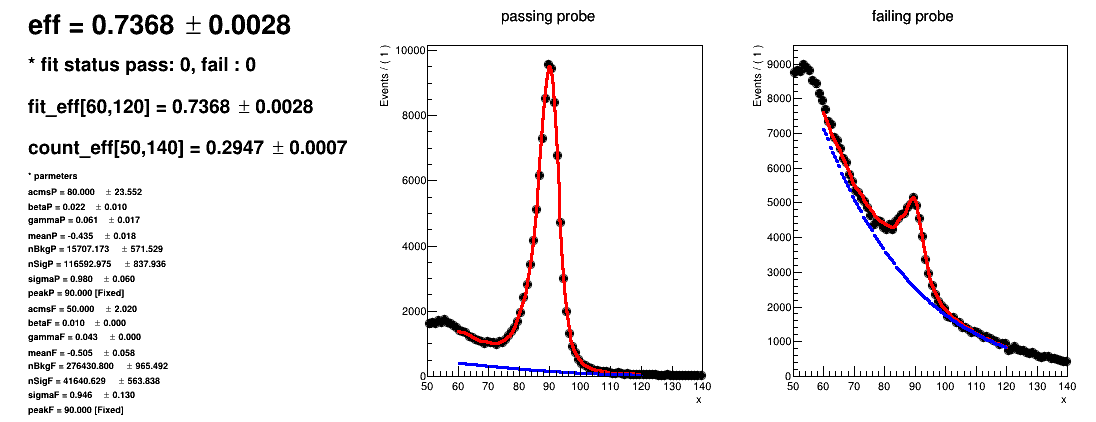 eff = 0.7368 ± 0.0028
* fit status pass: 0, fail : 0
fit_eff[60,120] = 0.7368 ± 0.0028
count_eff[50,140] = 0.2947 ± 0.0007
* parmeters
acmsP = 80.000 ± 23.552
betaP = 0.022 ± 0.010
gammaP = 0.061 ± 0.017
meanP = -0.435 ± 0.018
nBkgP = 15707.173 ± 571.529
nSigP = 116592.975 ± 837.936
sigmaP = 0.980 ± 0.060
peakP = 90.000 [Fixed]
acmsF = 50.000 ± 2.020
betaF = 0.010 ± 0.000
gammaF = 0.043 ± 0.000
meanF = -0.505 ± 0.058
nBkgF = 276430.800 ± 965.492
nSigF = 41640.629 ± 563.838
sigmaF = 0.946 ± 0.130
peakF = 90.000 [Fixed]
passing probe
Events / ( 1 )
10000
8000
6000
4000
2000
0
50 60 70 80 90 100 110 120 130 140
x
failing probe
Events / ( 1 )
9000
8000
7000
6000
5000
4000
3000
2000
1000
0
50 60 70 80 90 100 110 120 130 140
x